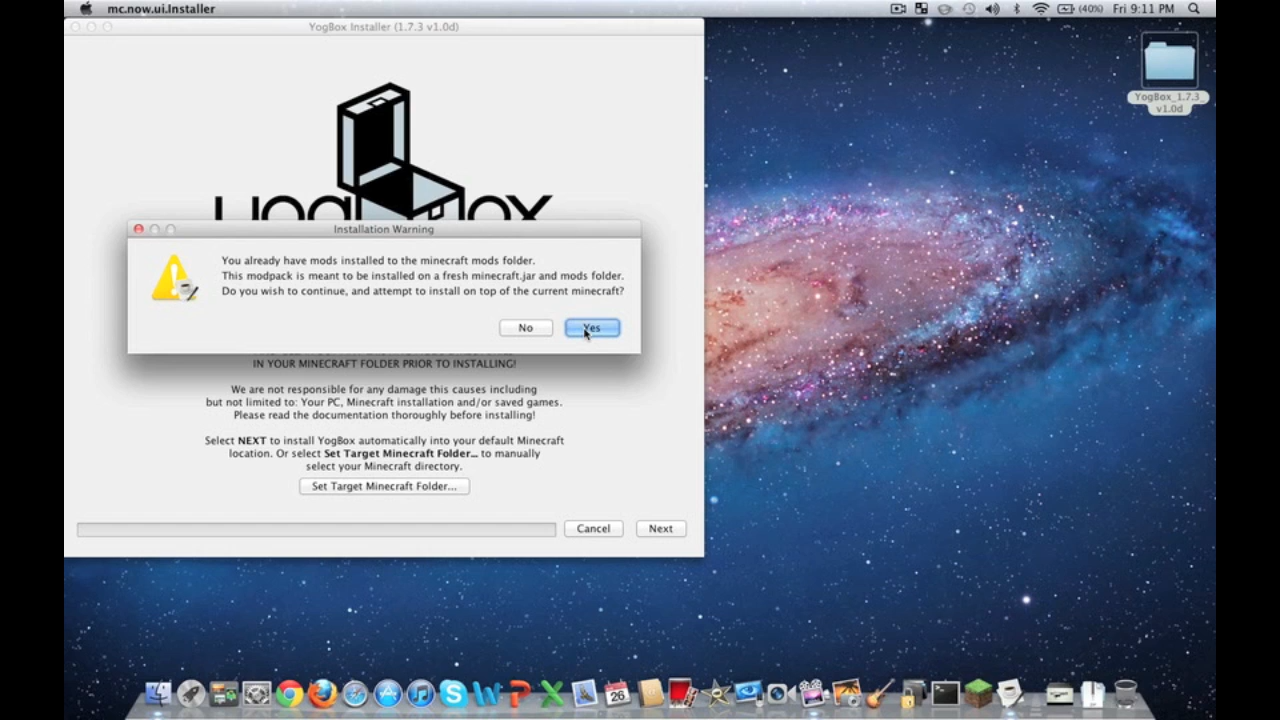 mc.now.ui.Installer
(40%) Fri 9:11 PM
YogBox Installer (1.7.3 v1.0d)
YogBox_1.7.3_
v1.0d
Installation Warning
You already have mods installed to the minecraft mods folder.
This modpack is meant to be installed on a fresh minecraft.jar and mods folder.
Do you wish to continue, and attempt to install on top of the current minecraft?
No
Yes
IN YOUR MINECRAFT FOLDER PRIOR TO INSTALLING!
We are not responsible for any damage this causes including
but not limited to: Your PC, Minecraft installation and/or saved games.
Please read the documentation thoroughly before installing!
Select NEXT to install YogBox automatically into your default Minecraft
location. Or select Set Target Minecraft Folder... to manually
select your Minecraft directory.
Set Target Minecraft Folder...
Cancel
Next
26